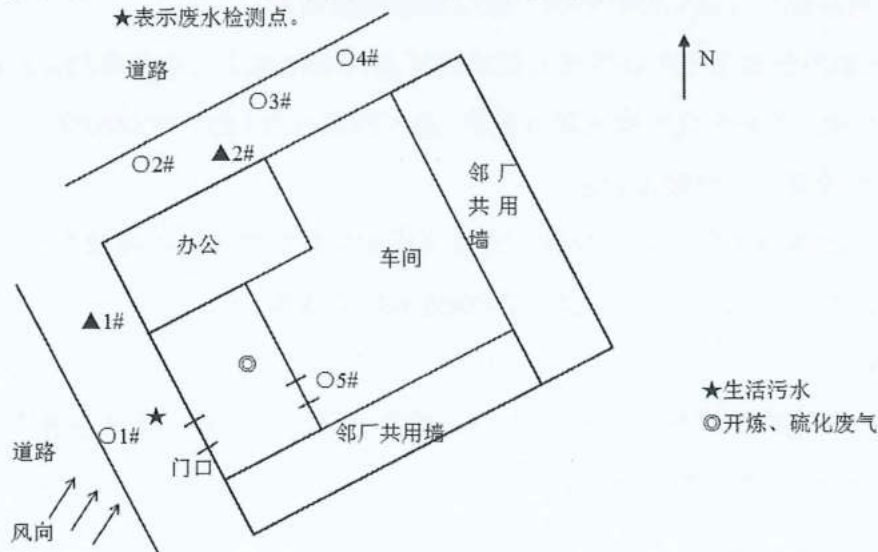 ★表示废水检测点。
道路
○4#
○3#
○2#
▲2#
N
邻厂
共用
墙
办公
车间
▲1#
◎
○5#
★
○1#
门口
邻厂共用墙
道路
风向
★生活污水
◎开炼、硫化废气